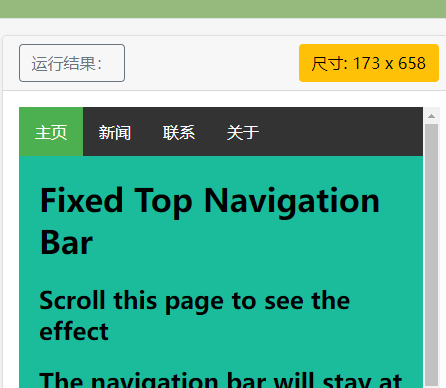 运行结果：
尺寸: 173 x 658
主页 新闻 联系 关于
Fixed Top Navigation
Bar
Scroll this page to see the
effect
The navigation bar will stay at